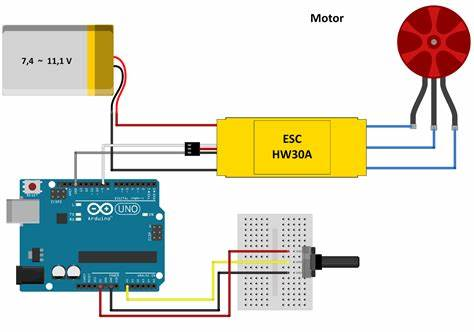 Motor
7,4 ~ 11,1 V
ESC
HW30A
UNO
Arduino